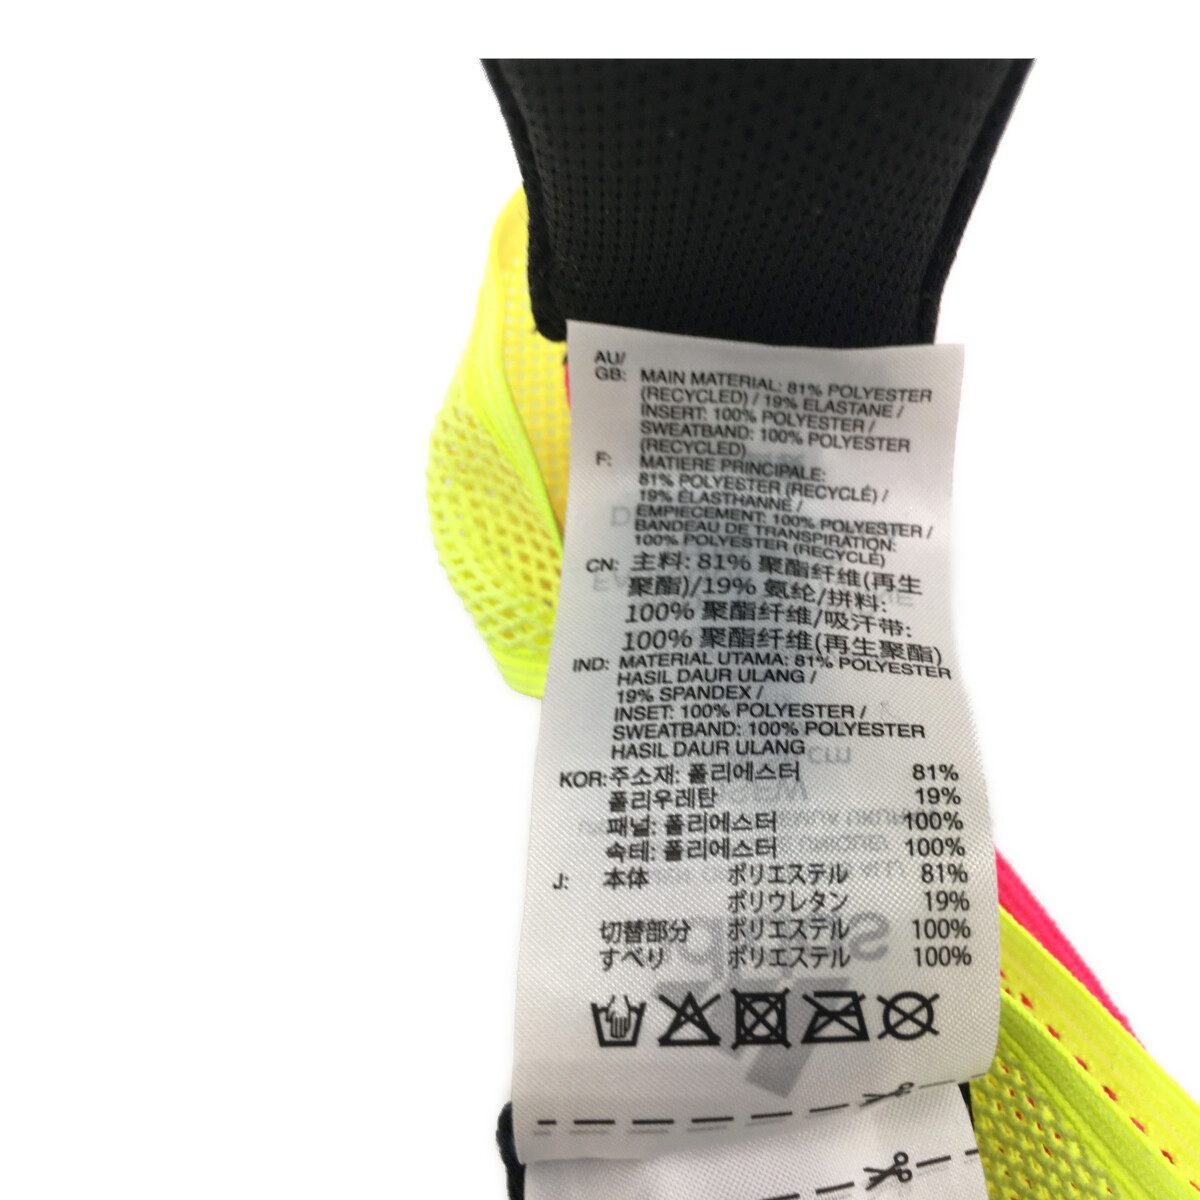 AU/
GB: MAIN MATERIAL: 81% POLYESTER
(RECYCLED) / 19% ELASTANE /
INSERT: 100% POLYESTER /
SWEATBAND: 100% POLYESTER
(RECYCLED)
F: MATIERE PRINCIPALE:
81% POLYESTER (RECYCLÉ) /
19% ÉLASTHANNE /
EMPIECEMENT: 100% POLYESTER /
BANDEAU DE TRANSPIRATION:
100% POLYESTER (RECYCLÉ)
CN: 主料: 81% 聚酯纤维(再生
聚酯)/19% 氨纶/拼料:
100% 聚酯纤维/吸汗带:
100% 聚酯纤维(再生聚酯)
IND: MATERIAL UTAMA: 81% POLYESTER
HASIL DAUR ULANG /
19% SPANDEX /
INSET: 100% POLYESTER /
SWEATBAND: 100% POLYESTER
HASIL DAUR ULANG
KOR: 주소재: 폴리에스터 81%
폴리우레탄 19%
패널: 폴리에스터 100%
속테: 폴리에스터 100%
J: 本体 ポリエステル 81%
ポリウレタン 19%
切替部分 ポリエステル 100%
すべり ポリエステル 100%